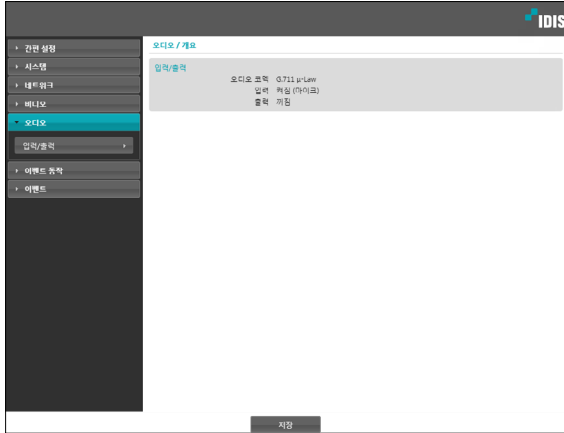 IDIS
간편 설정
시스템
네트워크
비디오
오디오
입력/출력
이벤트 동작
이벤트
오디오 / 개요
입력/출력
오디오 코덱 G.711 µ-Law
입력 켜짐 (마이크)
출력 꺼짐
저장